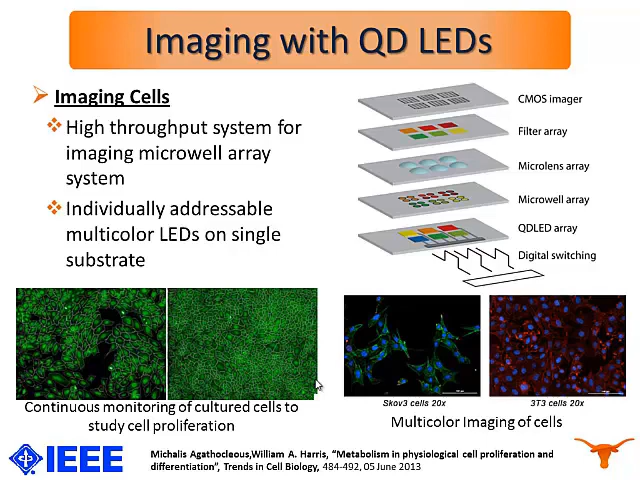 Imaging with QD LEDs
Imaging Cells
High throughput system for
imaging microwell array
system
Individually addressable
multicolor LEDs on single
substrate
CMOS imager
Filter array
Microlens array
Microwell array
QDLED array
Digital switching
Skov3 cells 20x
3T3 cells 20x
Continuous monitoring of cultured cells to
study cell proliferation
Multicolor Imaging of cells
IEEE
Michalis Agathocleous,William A. Harris, “Metabolism in physiological cell proliferation and
differentiation”, Trends in Cell Biology, 484-492, 05 June 2013